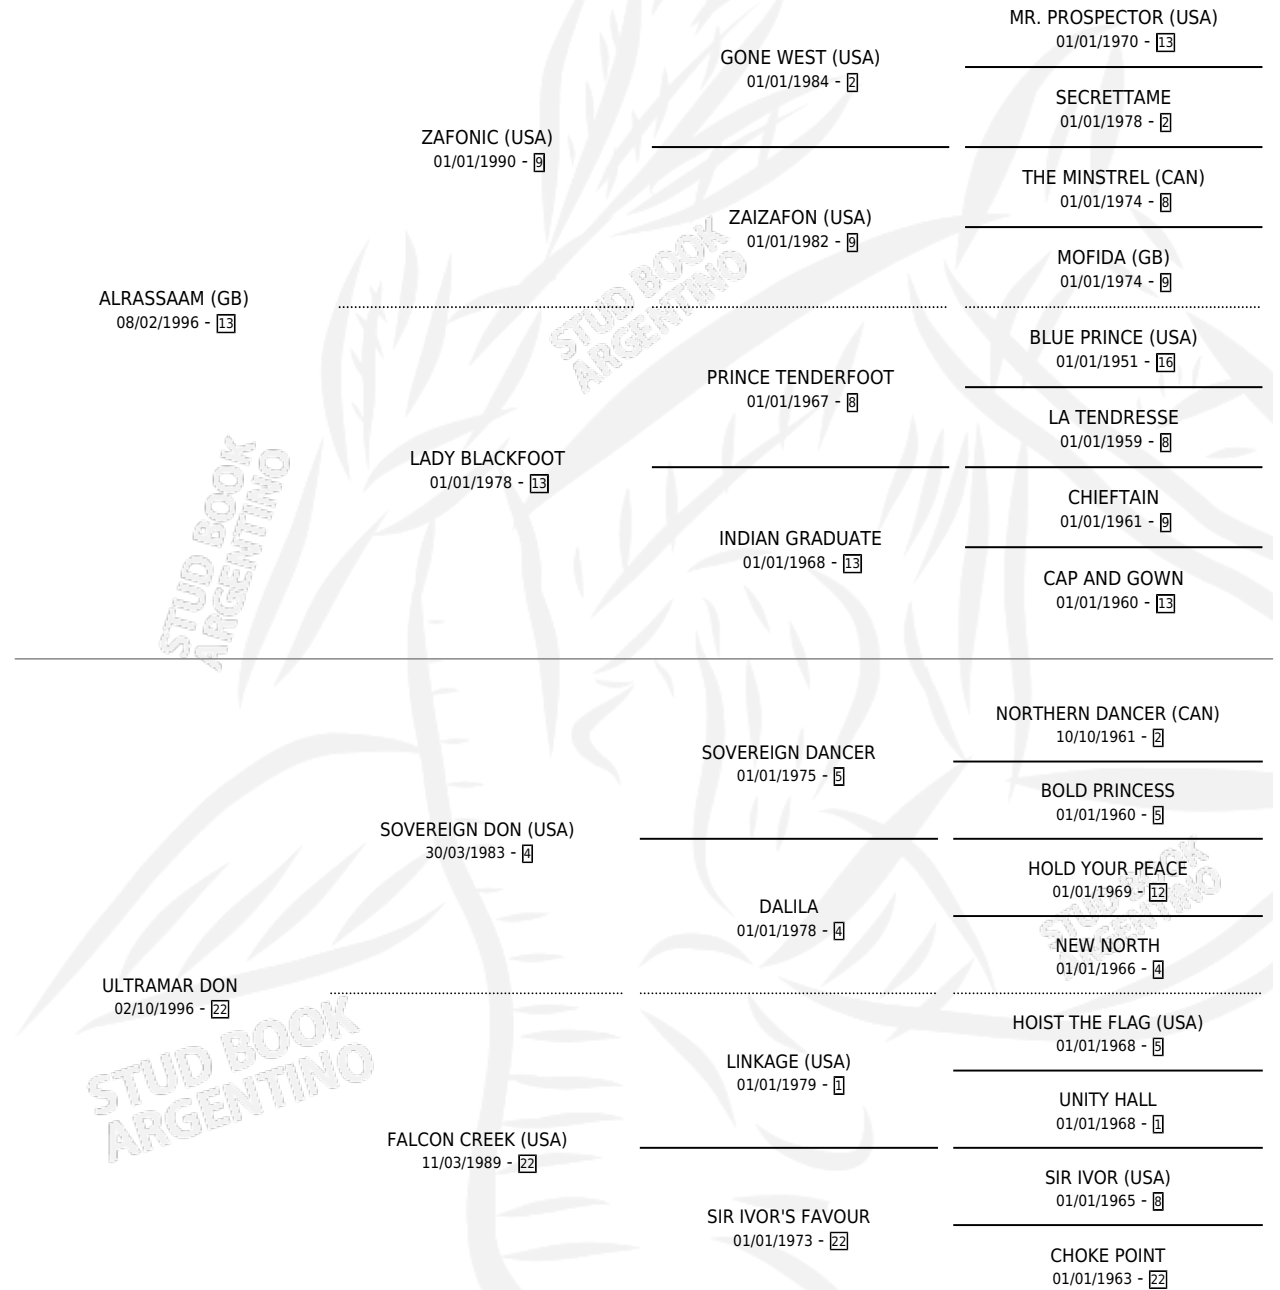 MR. PROSPECTOR (USA)
01/01/1970 - 13
GONE WEST (USA)
01/01/1984 - 2
SECRETTAME
01/01/1978 - 2
ZAFONIC (USA)
01/01/1990 - 9
THE MINSTREL (CAN)
01/01/1974 - 8
ZAIZAFON (USA)
01/01/1982 - 9
MOFIDA (GB)
01/01/1974 - 9
ALRASSAAM (GB)
08/02/1996 - 13
BLUE PRINCE (USA)
01/01/1951 - 16
PRINCE TENDERFOOT
01/01/1967 - 8
LA TENDRESSE
01/01/1959 - 8
LADY BLACKFOOT
01/01/1978 - 13
CHIEFTAIN
01/01/1961 - 9
INDIAN GRADUATE
01/01/1968 - 13
CAP AND GOWN
01/01/1960 - 13
NORTHERN DANCER (CAN)
10/10/1961 - 2
SOVEREIGN DANCER
01/01/1975 - 5
BOLD PRINCESS
01/01/1960 - 5
SOVEREIGN DON (USA)
30/03/1983 - 4
HOLD YOUR PEACE
01/01/1969 - 12
DALILA
01/01/1978 - 4
NEW NORTH
01/01/1966 - 4
ULTRAMAR DON
02/10/1996 - 22
HOIST THE FLAG (USA)
01/01/1968 - 5
LINKAGE (USA)
01/01/1979 - 1
UNITY HALL
01/01/1968 - 1
FALCON CREEK (USA)
11/03/1989 - 22
SIR IVOR (USA)
01/01/1965 - 8
SIR IVOR'S FAVOUR
01/01/1973 - 22
CHOKE POINT
01/01/1963 - 22
STUD BOOK
ARGENTINO
STUD BOOK
ARGENTINO
STUD BOOK
ARGENTINO
STUD BOOK
ARGENTINO